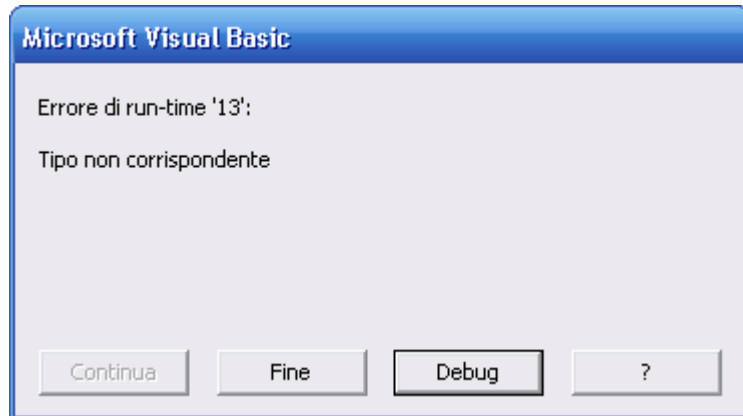 Microsoft Visual Basic
Errore di run-time '13':
Tipo non corrispondente
Continua Fine Debug ?